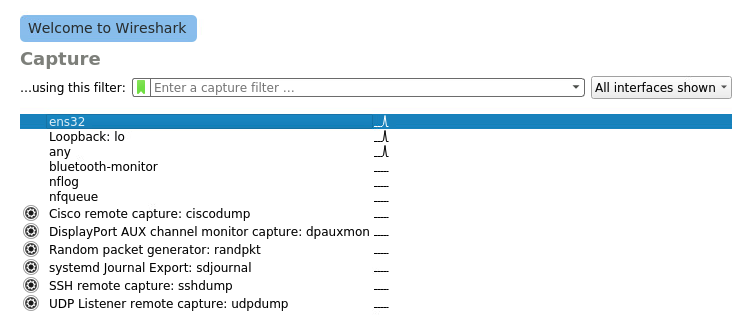 Welcome to Wireshark
Capture
...using this filter: Enter a capture filter ... All interfaces shown
ens32
Loopback: lo
any
bluetooth-monitor
nflog
nfqueue
Cisco remote capture: ciscodump
DisplayPort AUX channel monitor capture: dpauxmon
Random packet generator: randpkt
systemd Journal Export: sdjournal
SSH remote capture: sshdump
UDP Listener remote capture: udpdump